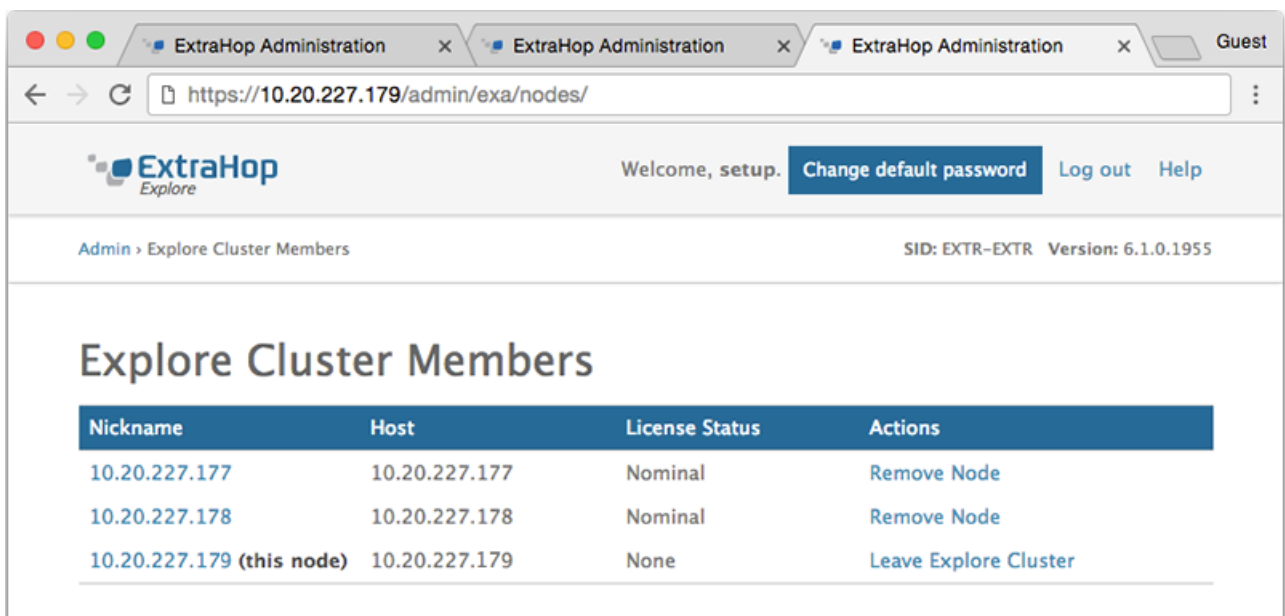 ExtraHop Administration × ExtraHop Administration × ExtraHop Administration × Guest
https://10.20.227.179/admin/exa/nodes/
ExtraHop
Explore
Welcome, setup. Change default password Log out Help
Admin › Explore Cluster Members SID: EXTR-EXTR Version: 6.1.0.1955
Explore Cluster Members
Nickname Host License Status Actions
10.20.227.177 10.20.227.177 Nominal Remove Node
10.20.227.178 10.20.227.178 Nominal Remove Node
10.20.227.179 (this node) 10.20.227.179 None Leave Explore Cluster